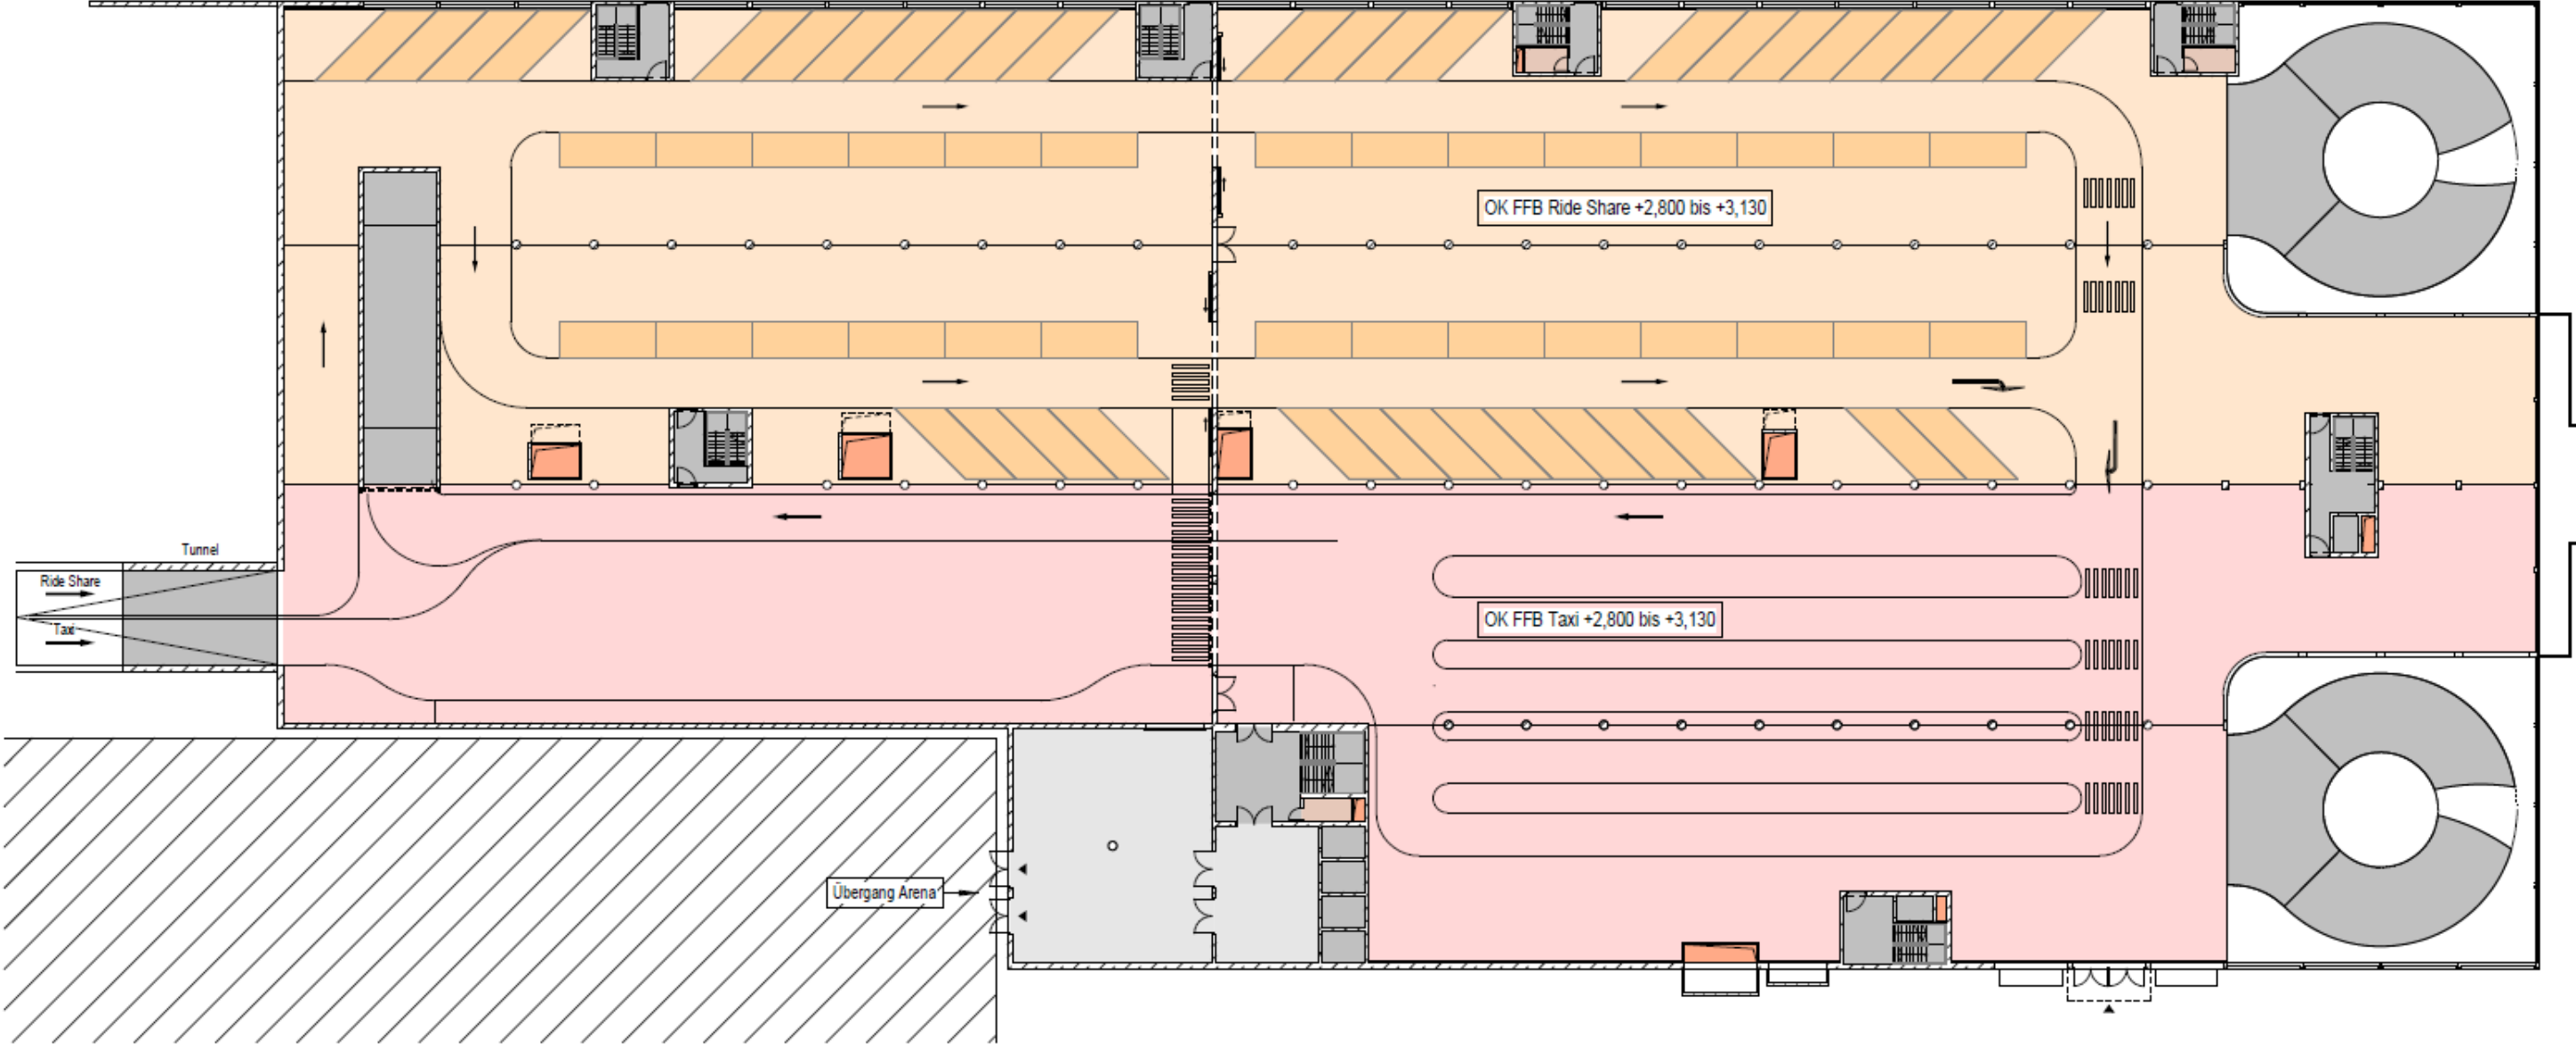 OK FFB Ride Share +2,800 bis +3,130
Tunnel
Ride Share
Taxi
OK FFB Taxi +2,800 bis +3,130
Übergang Arena